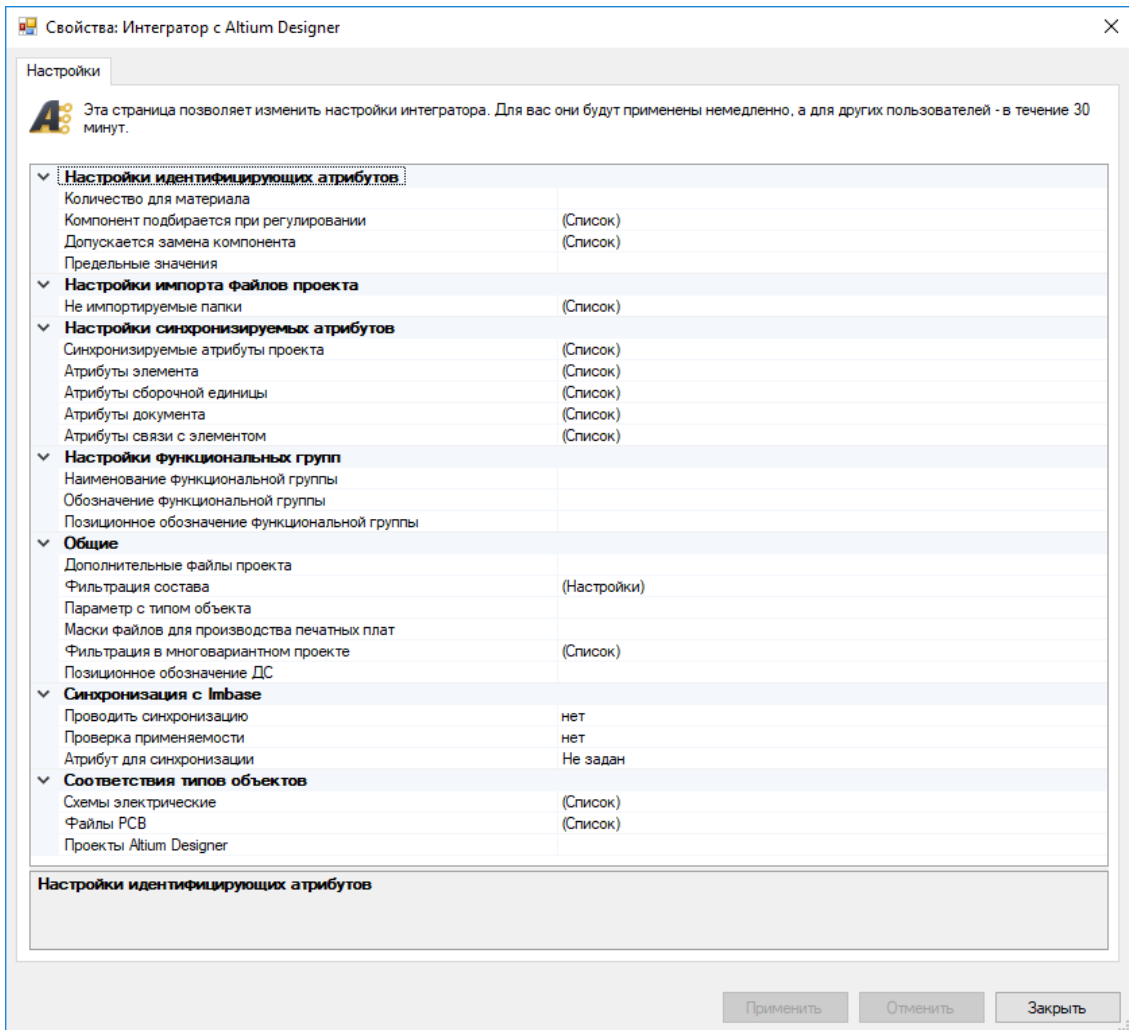 Свойства: Интегратор с Altium Designer
Настройки
Эта страница позволяет изменить настройки интегратора. Для вас они будут применены немедленно, а для других пользователей - в течение 30
минут.
Настройки идентифицирующих атрибутов
Количество для материала
Компонент подбирается при регулировании (Список)
Допускается замена компонента (Список)
Предельные значения
Настройки импорта файлов проекта
Не импортируемые папки (Список)
Настройки синхронизируемых атрибутов
Синхронизируемые атрибуты проекта (Список)
Атрибуты элемента (Список)
Атрибуты сборочной единицы (Список)
Атрибуты документа (Список)
Атрибуты связи с элементом (Список)
Настройки функциональных групп
Наименование функциональной группы
Обозначение функциональной группы
Позиционное обозначение функциональной группы
Общие
Дополнительные файлы проекта
Фильтрация состава (Настройки)
Параметр с типом объекта
Маски файлов для производства печатных плат
Фильтрация в многовариантном проекте (Список)
Позиционное обозначение ДС
Синхронизация с Imbase
Проводить синхронизацию нет
Проверка применяемости нет
Атрибут для синхронизации Не задан
Соответствия типов объектов
Схемы электрические (Список)
Файлы PCB (Список)
Проекты Altium Designer
Настройки идентифицирующих атрибутов
Применить Отменить Закрыть